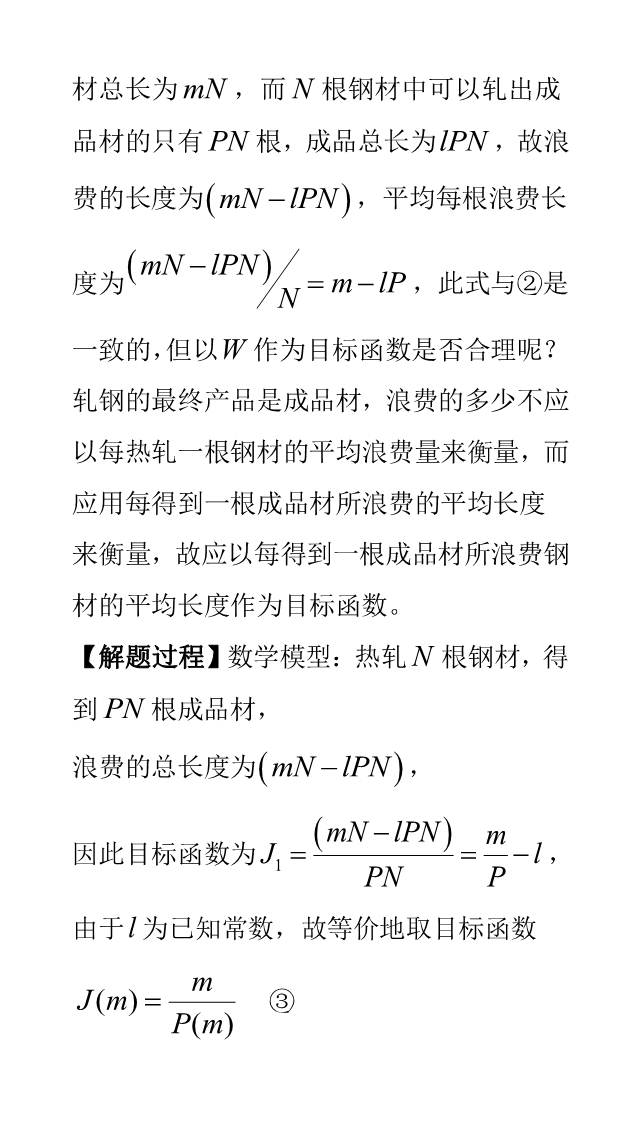 材总长为 mN ，而 N 根钢材中可以轧出成
品材的只有 PN 根，成品总长为 lPN ，故浪
费的长度为 (mN − lPN) ，平均每根浪费长
度为 (mN − lPN)/N = m − lP ，此式与②是
一致的，但以 W 作为目标函数是否合理呢？
轧钢的最终产品是成品材，浪费的多少不应
以每热轧一根钢材的平均浪费量来衡量，而
应用每得到一根成品材所浪费的平均长度
来衡量，故应以每得到一根成品材所浪费钢
材的平均长度作为目标函数。
【解题过程】数学模型：热轧 N 根钢材，得
到 PN 根成品材，
浪费的总长度为 (mN − lPN) ，
因此目标函数为 J₁ = (mN − lPN)/PN = m/P − l ，
由于 l 为已知常数，故等价地取目标函数
J(m) = m/P(m) ③